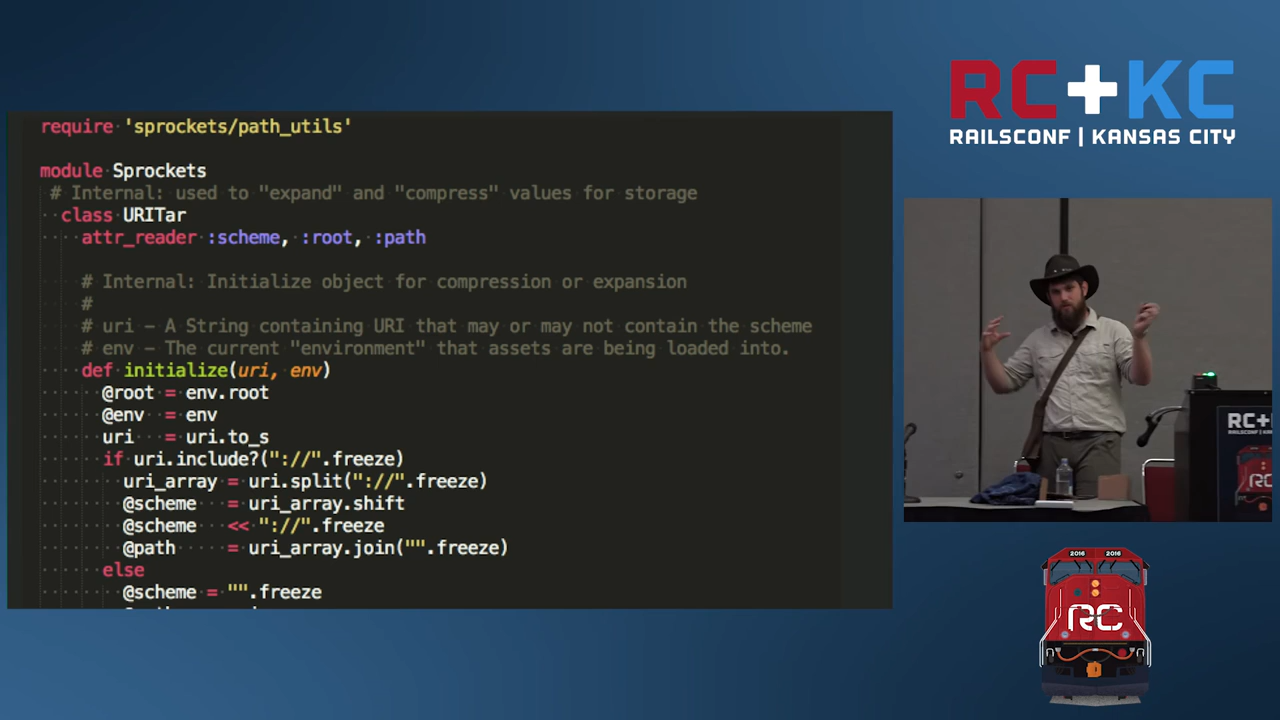 require 'sprockets/path_utils'
module Sprockets
# Internal: used to "expand" and "compress" values for storage
class URITar
attr_reader :scheme, :root, :path
# Internal: Initialize object for compression or expansion
#
# uri - A String containing URI that may or may not contain the scheme
# env - The current "environment" that assets are being loaded into.
def initialize(uri, env)
@root = env.root
@env = env
uri = uri.to_s
if uri.include?("://".freeze)
uri_array = uri.split("://".freeze)
@scheme = uri_array.shift
@scheme << "://".freeze
@path = uri_array.join("".freeze)
else
@scheme = "".freeze
RC+KC
RAILSCONF | KANSAS CITY
RC+
RC
2016 2016
RC